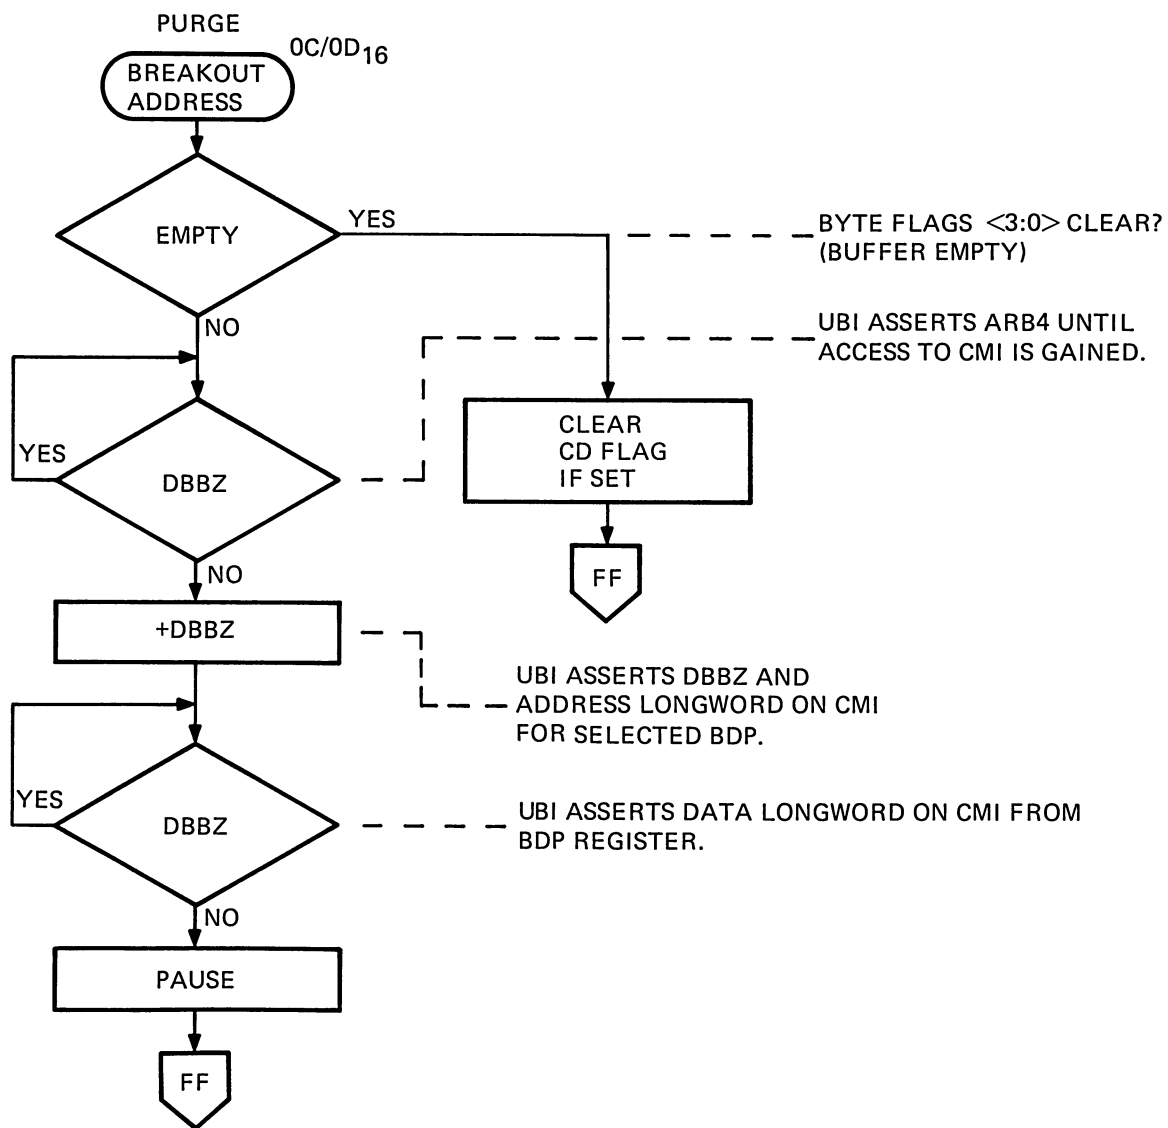 PURGE
0C/0D16
BREAKOUT
ADDRESS
EMPTY
YES
BYTE FLAGS <3:0> CLEAR?
(BUFFER EMPTY)
NO
UBI ASSERTS ARB4 UNTIL
ACCESS TO CMI IS GAINED.
CLEAR
CD FLAG
IF SET
YES
DBBZ
NO
FF
+DBBZ
UBI ASSERTS DBBZ AND
ADDRESS LONGWORD ON CMI
FOR SELECTED BDP.
YES
DBBZ
UBI ASSERTS DATA LONGWORD ON CMI FROM
BDP REGISTER.
NO
PAUSE
FF